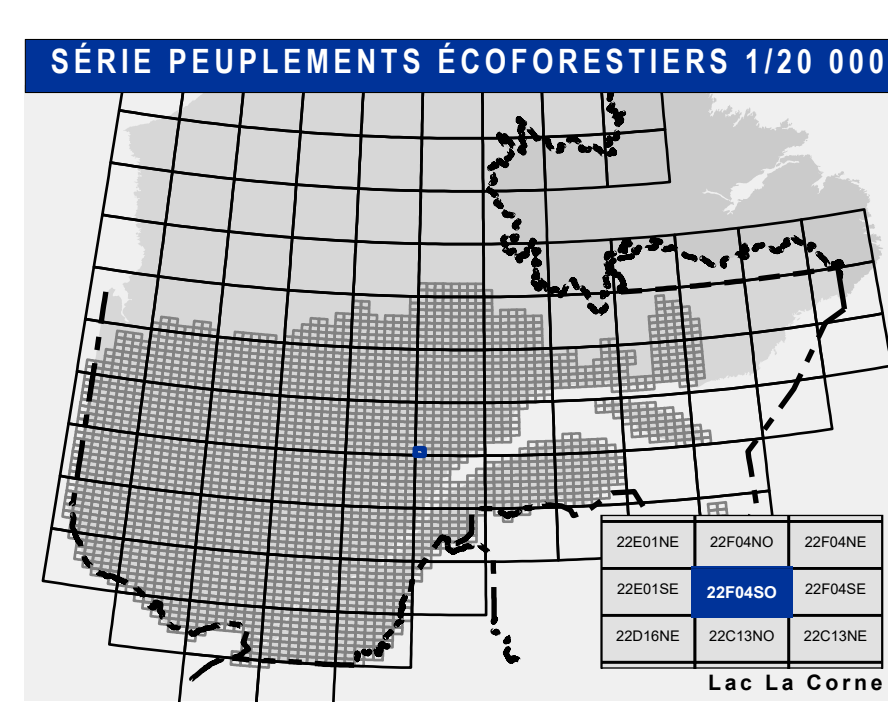 SÉRIE PEUPLEMENTS ÉCOFORESTIERS 1/20 000
22E01NE 22F04NO 22F04NE
22E01SE 22F04SO 22F04SE
22D16NE 22C13NO 22C13NE
Lac La Corne